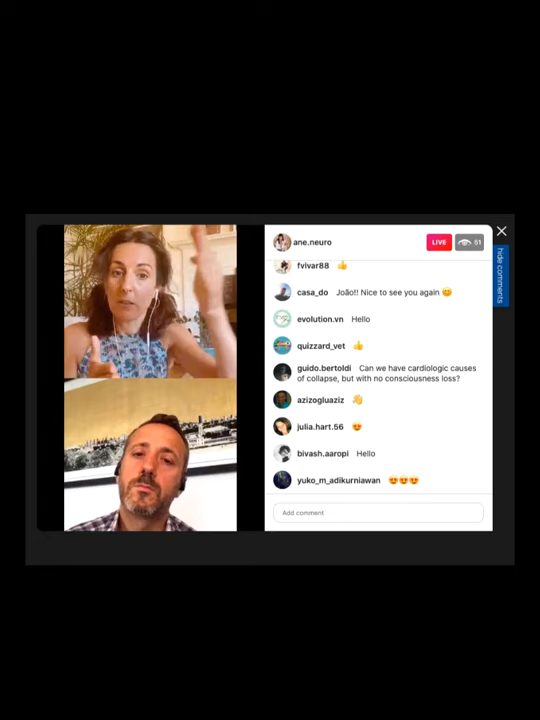 ane.neuro
LIVE
51
hide comments
fvivar88 👍
casa_do João!! Nice to see you again 😊
evolution.vn Hello
quizzard_vet 👍
guido.bertoldi Can we have cardiologic causes
of collapse, but with no consciousness loss?
azizogluaziz 👋
julia.hart.56 😍
bivash.aaropi Hello
yuko_m_adikurniawan 😍😍😍
Add comment